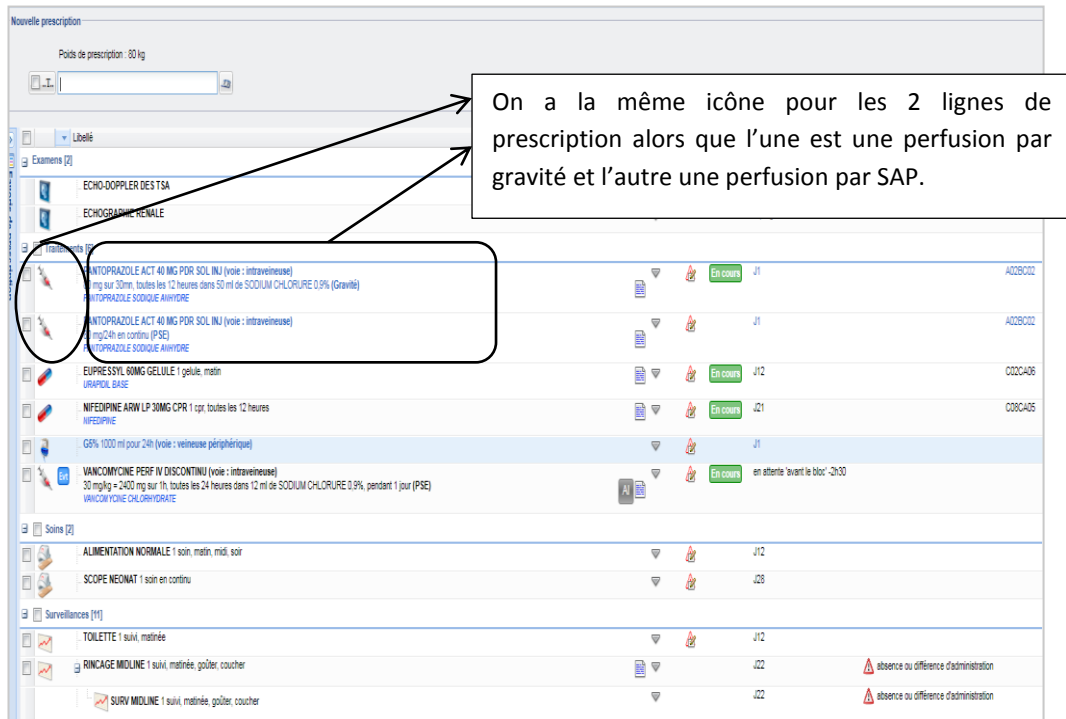 Nouvelle prescription
Poids de prescription : 80 kg
On a la même icône pour les 2 lignes de
prescription alors que l'une est une perfusion par
gravité et l'autre une perfusion par SAP.
Libellé
Examens [2]
ECHO-DOPPLER DES TSA
ECHOGRAPHIE RENALE
Traitements [6]
PANTOPRAZOLE ACT 40 MG PDR SOL INJ (voie : intraveineuse)
mg sur 30mn, toutes les 12 heures dans 50 ml de SODIUM CHLORURE 0,9% (Gravité)
PANTOPRAZOLE SODIQUE ANHYDRE
En cours J1 A02BC02
PANTOPRAZOLE ACT 40 MG PDR SOL INJ (voie : intraveineuse)
mg/24h en continu (PSE)
PANTOPRAZOLE SODIQUE ANHYDRE
J1 A02BC02
EUPRESSYL 60MG GELULE 1 gelule, matin
URAPIDIL BASE
En cours J12 C02CA06
NIFEDIPINE ARW LP 30MG CPR 1 cpr, toutes les 12 heures
NIFEDIPINE
En cours J21 C08CA05
G5% 1000 ml pour 24h (voie : veineuse périphérique)
J1
Evt VANCOMYCINE PERF IV DISCONTINU (voie : intraveineuse)
30 mg/kg = 2400 mg sur 1h, toutes les 24 heures dans 12 ml de SODIUM CHLORURE 0,9%, pendant 1 jour (PSE)
VANCOMYCINE CHLORHYDRATE
AI En cours en attente 'avant le bloc' -2h30
Soins [2]
ALIMENTATION NORMALE 1 soin, matin, midi, soir J12
SCOPE NEONAT 1 soin en continu J28
Surveillances [11]
TOILETTE 1 suivi, matinée J12
RINCAGE MIDLINE 1 suivi, matinée, goûter, coucher J22 absence ou différence d'administration
SURV MIDLINE 1 suivi, matinée, goûter, coucher J22 absence ou différence d'administration